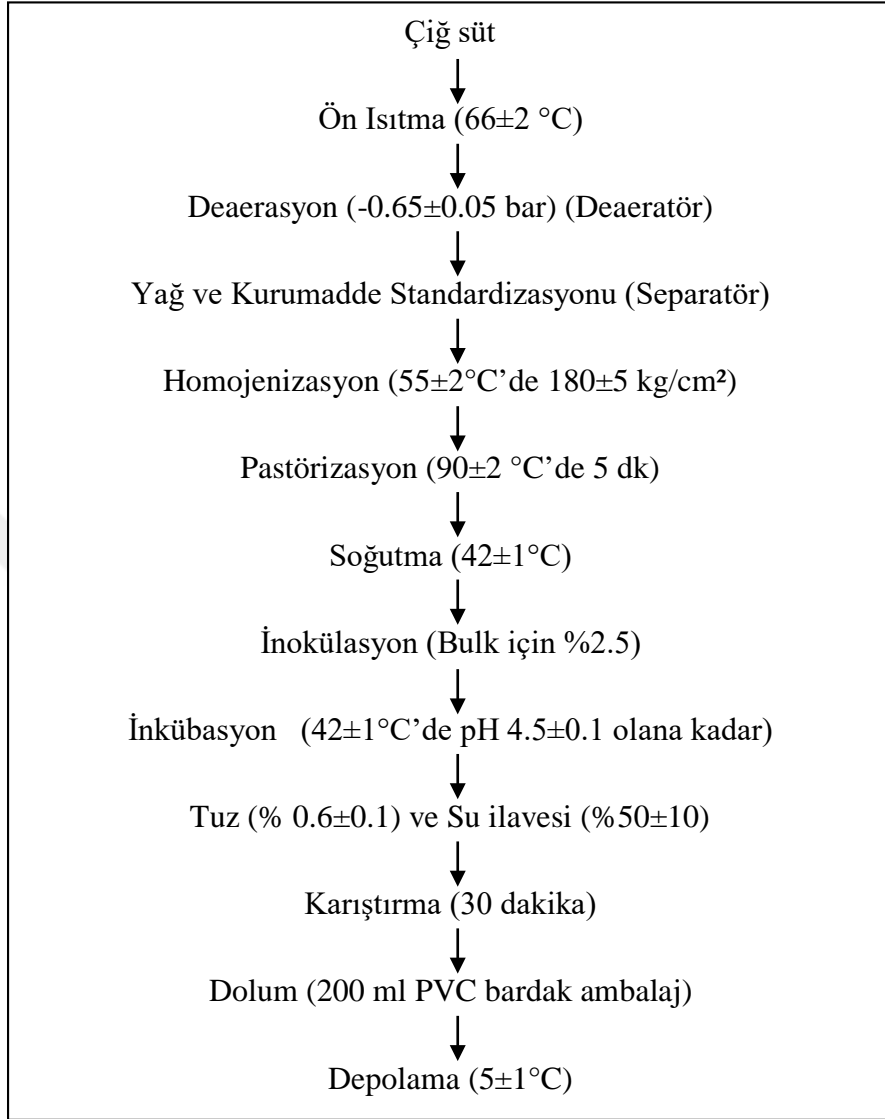 Çiğ süt
Ön Isıtma (66±2 °C)
Deaerasyon (-0.65±0.05 bar) (Deaeratör)
Yağ ve Kurumadde Standardizasyonu (Separatör)
Homojenizasyon (55±2°C’de 180±5 kg/cm²)
Pastörizasyon (90±2 °C’de 5 dk)
Soğutma (42±1°C)
İnokülasyon (Bulk için %2.5)
İnkübasyon (42±1°C’de pH 4.5±0.1 olana kadar)
Tuz (% 0.6±0.1) ve Su ilavesi (%50±10)
Karıştırma (30 dakika)
Dolum (200 ml PVC bardak ambalaj)
Depolama (5±1°C)